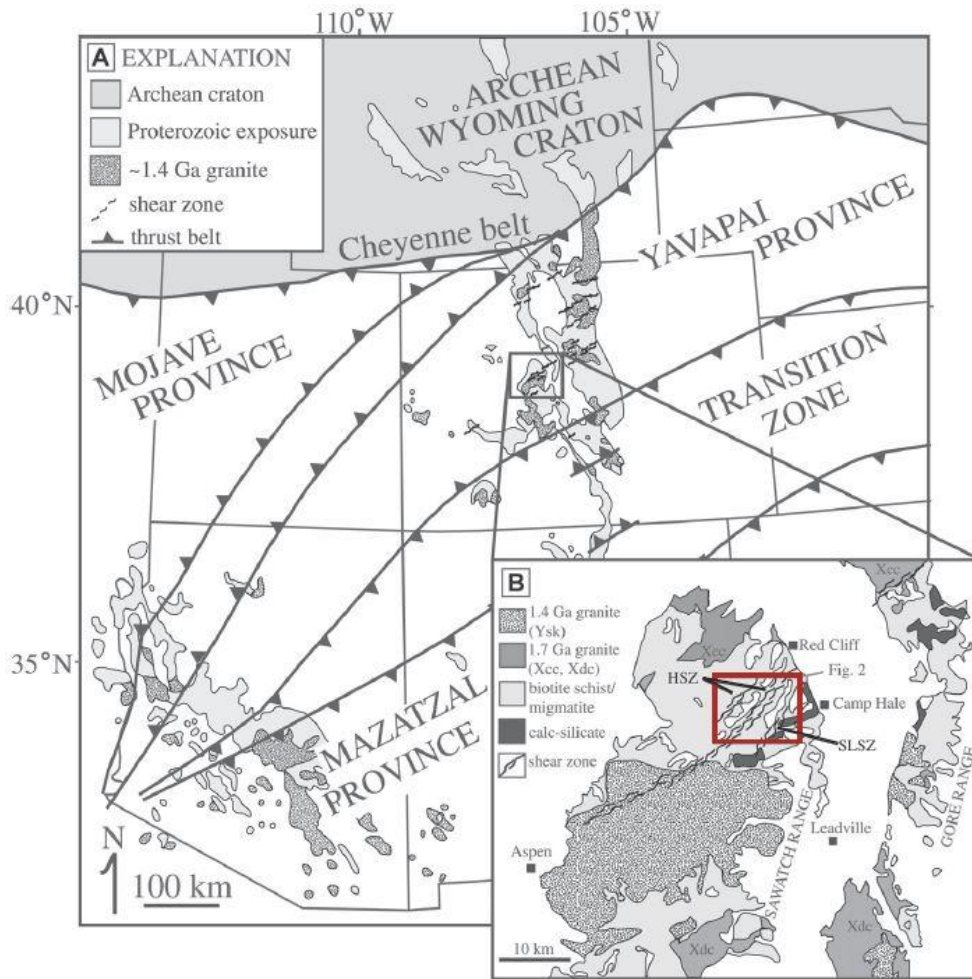 110°W
105°W
A EXPLANATION
Archean craton
Proterozoic exposure
~1.4 Ga granite
shear zone
thrust belt
ARCHEAN
WYOMING
CRATON
Cheyenne belt
YAVAPAI
PROVINCE
40°N
MOJAVE
PROVINCE
TRANSITION
ZONE
35°N
MAZATZAL
PROVINCE
N
100 km
B
1.4 Ga granite
(Ysk)
1.7 Ga granite
(Xcc, Xdc)
biotite schist/
migmatite
calc-silicate
shear zone
Xcc
Xcc
Red Cliff
HSZ
Fig. 2
Camp Hale
SLSZ
GORE RANGE
SAWATCH RANGE
Leadville
Aspen
Xdc
Xdc
10 km